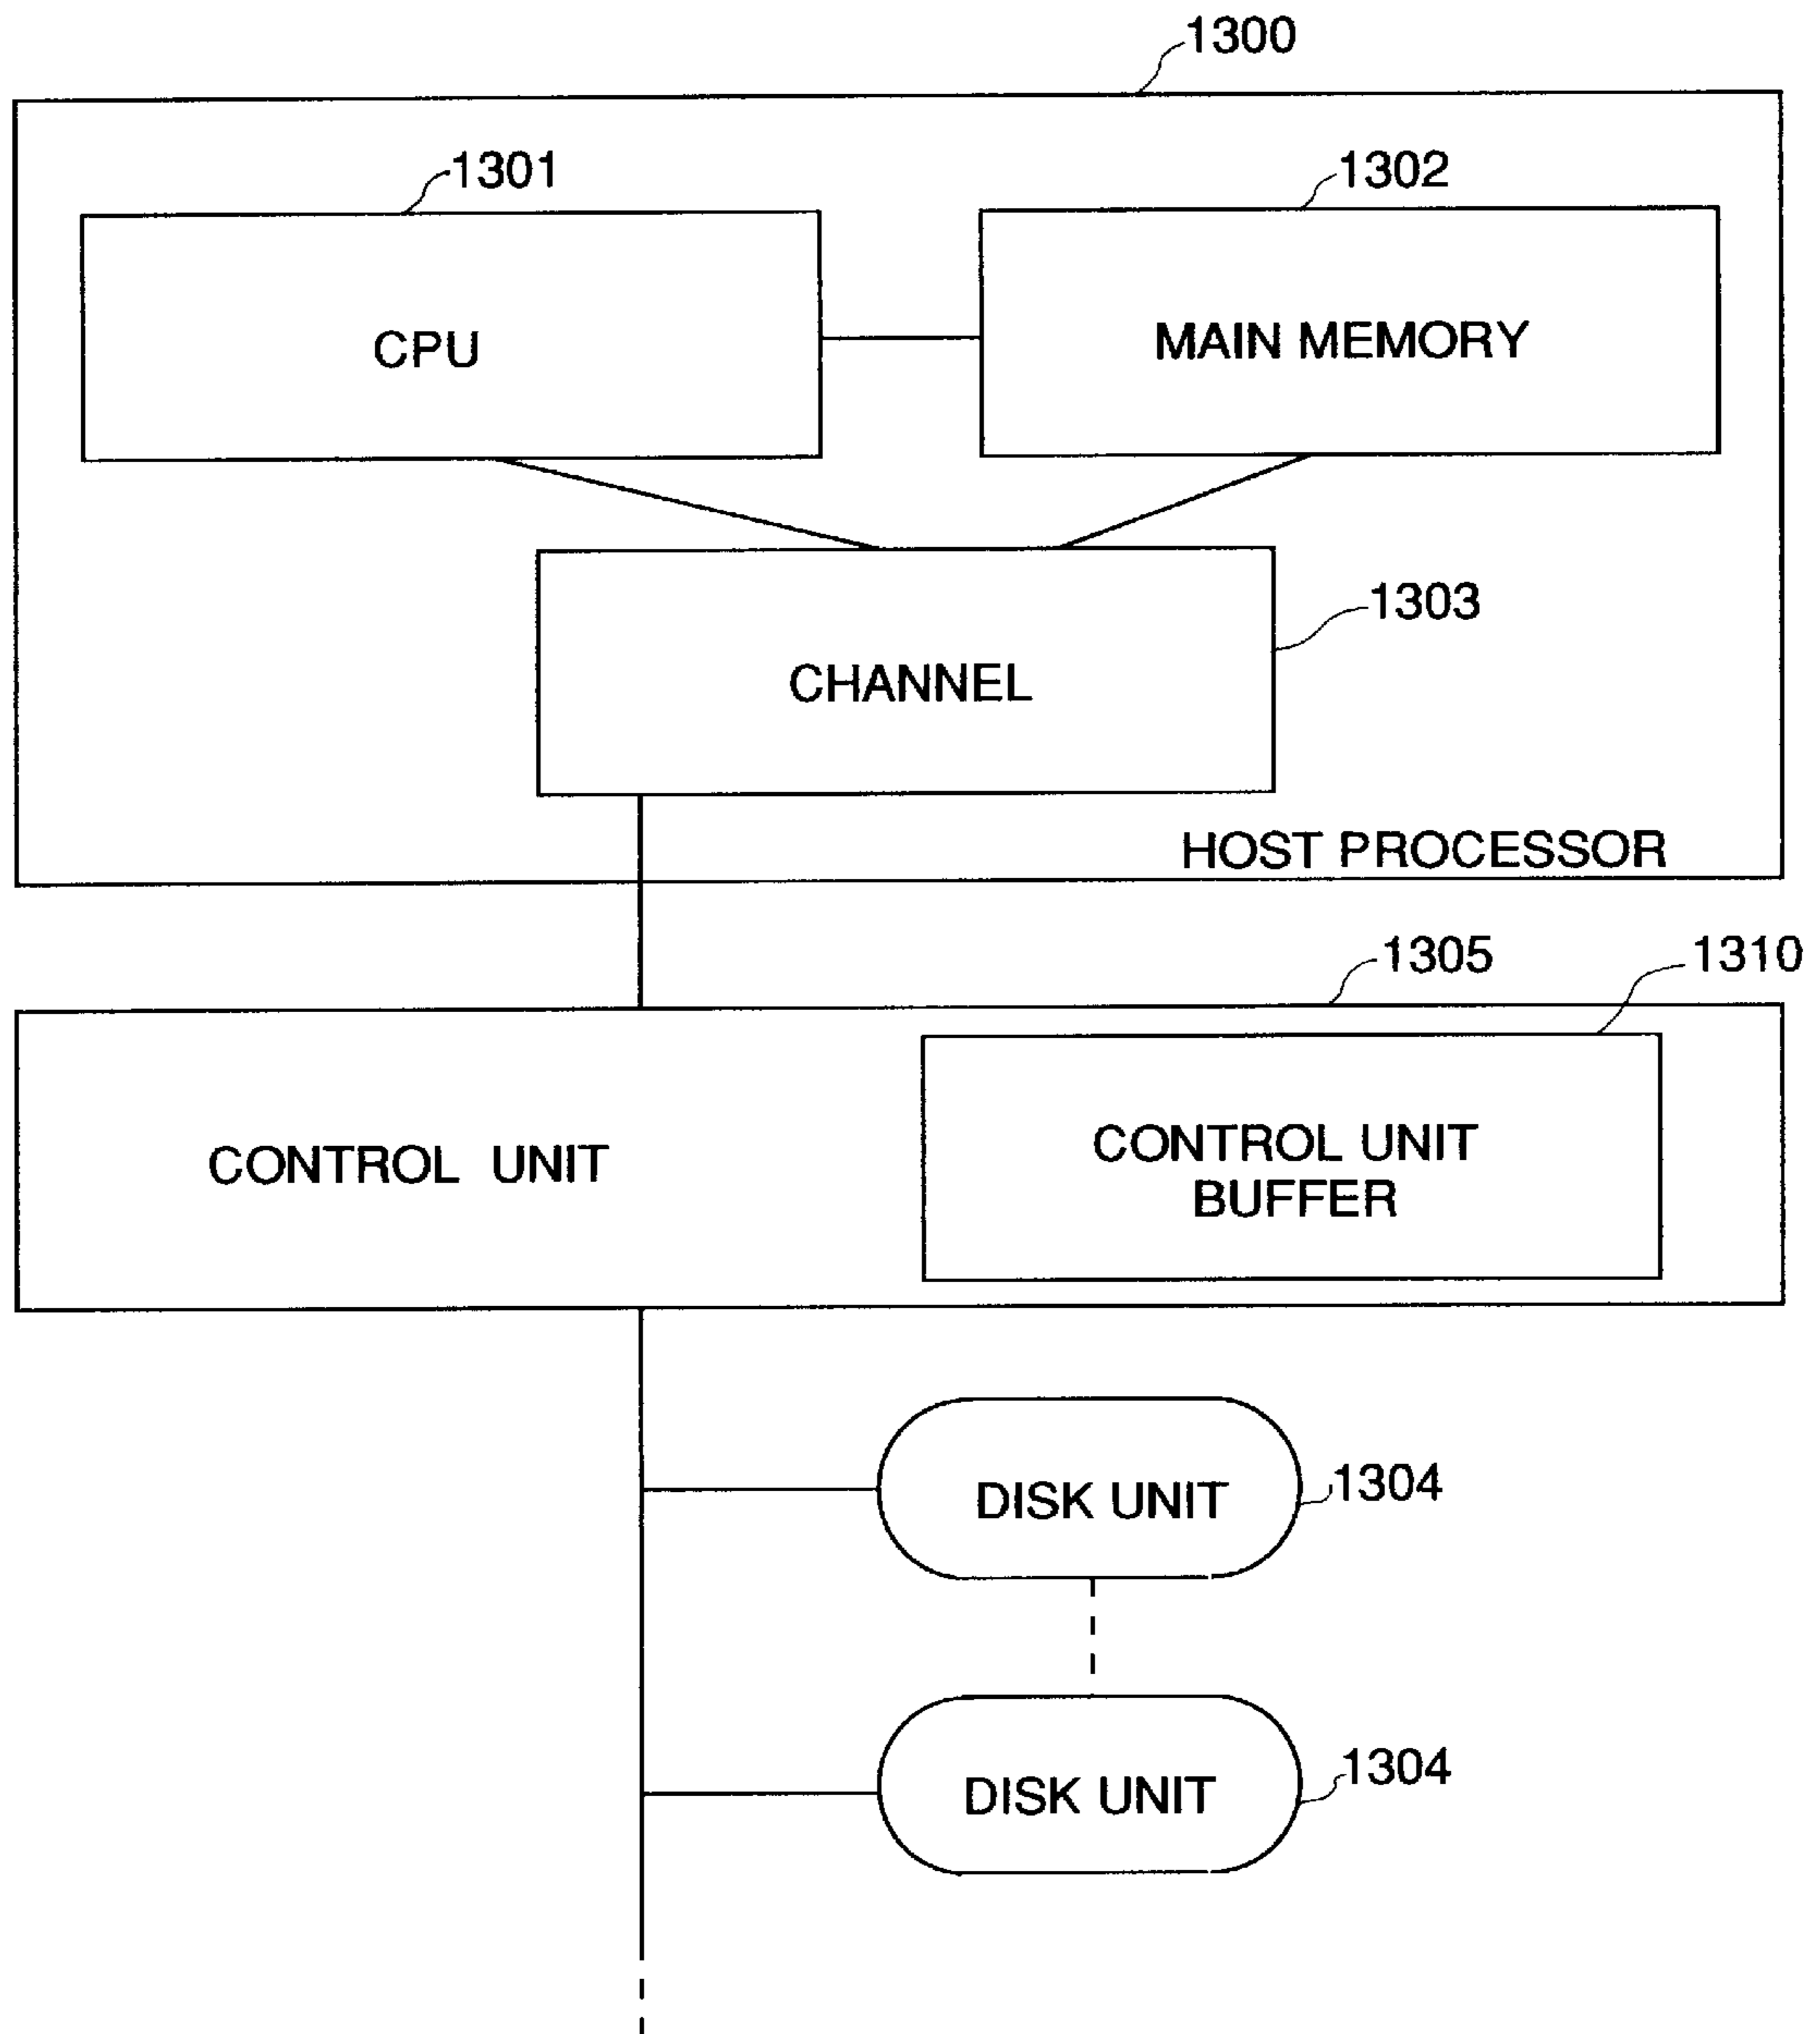 1300
1301
1302
CPU
MAIN MEMORY
1303
CHANNEL
HOST PROCESSOR
1305
1310
CONTROL UNIT
CONTROL UNIT
BUFFER
DISK UNIT
1304
DISK UNIT
1304